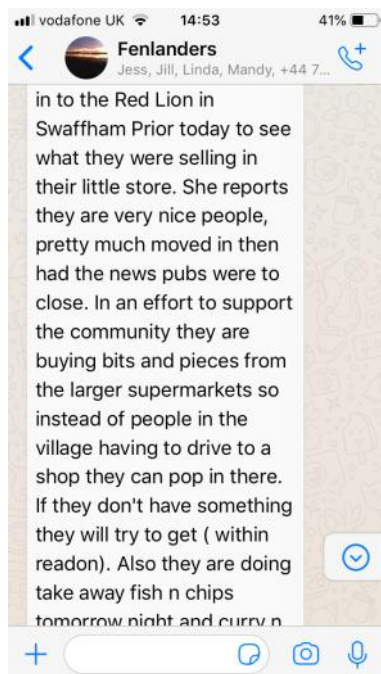 vodafone UK 14:53 41%
Fenlanders
Jess, Jill, Linda, Mandy, +44 7...
in to the Red Lion in
Swaffham Prior today to see
what they were selling in
their little store. She reports
they are very nice people,
pretty much moved in then
had the news pubs were to
close. In an effort to support
the community they are
buying bits and pieces from
the larger supermarkets so
instead of people in the
village having to drive to a
shop they can pop in there.
If they don't have something
they will try to get ( within
readon). Also they are doing
take away fish n chips
tomorrow night and curry n